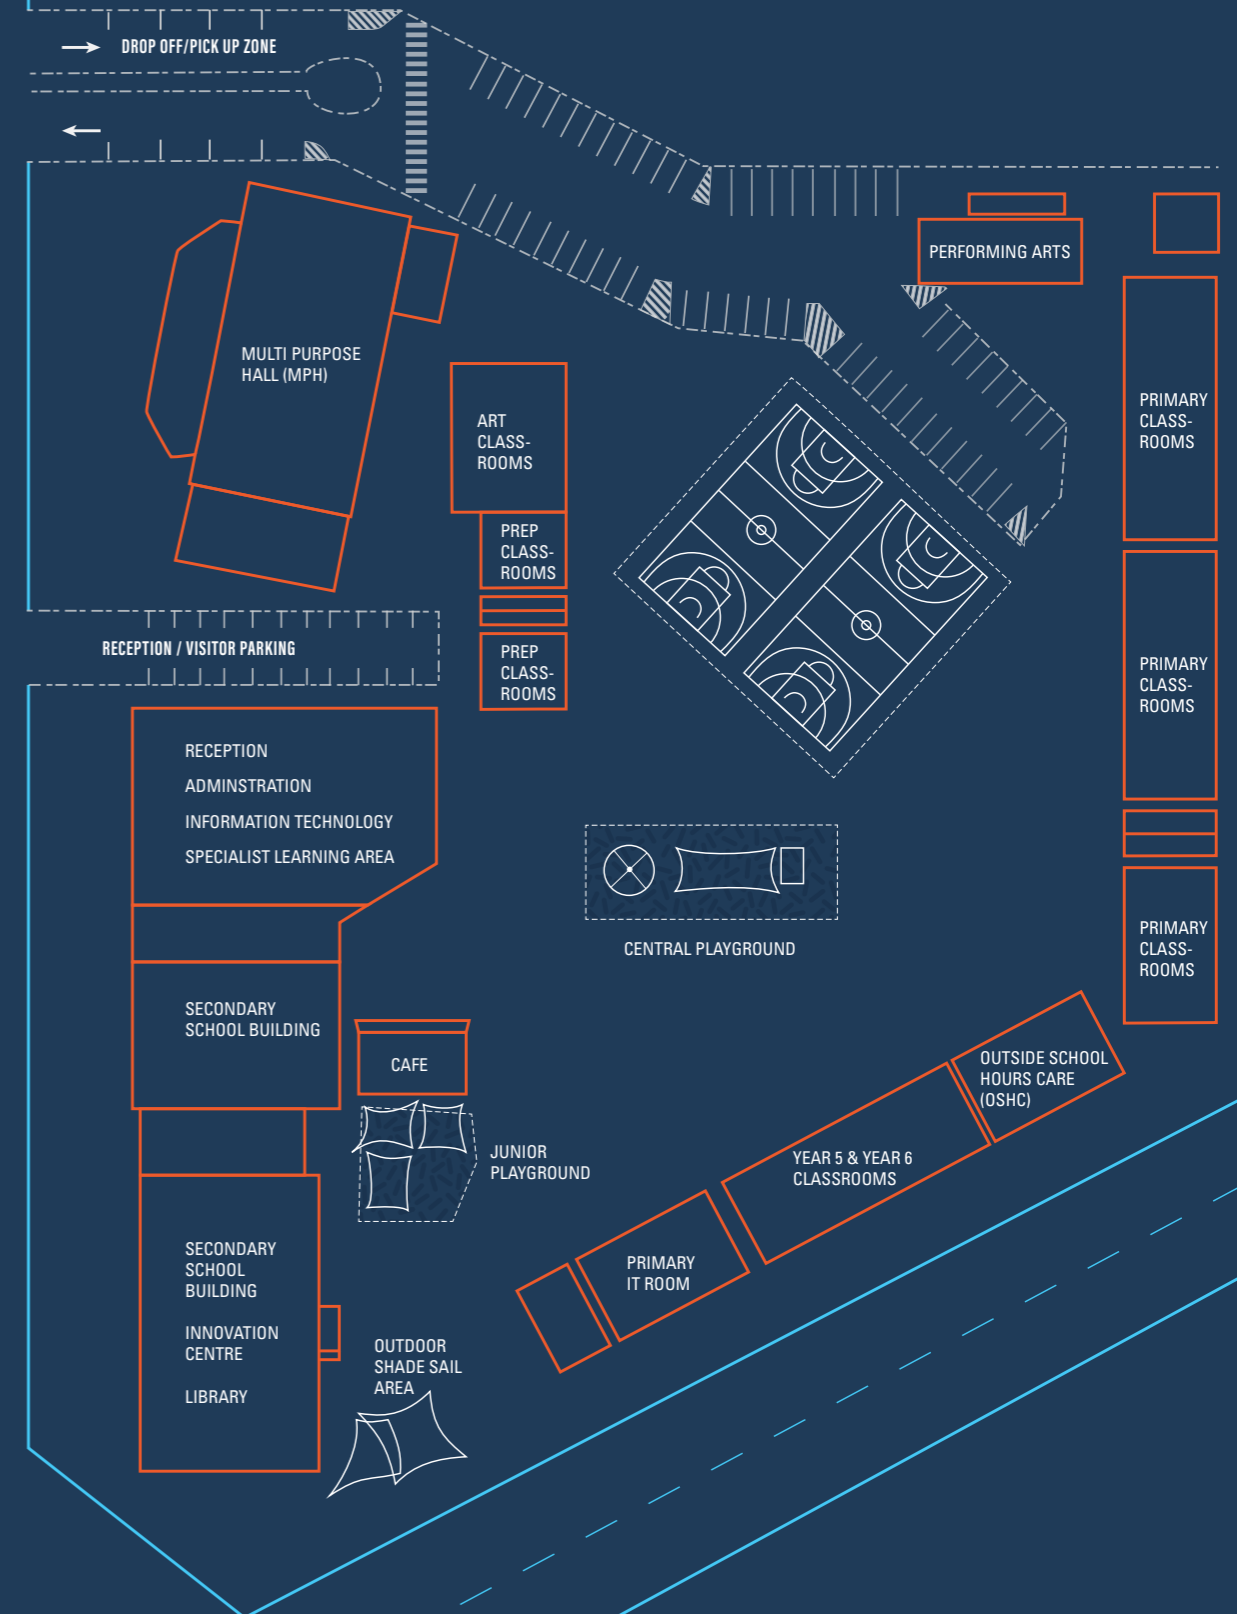 DROP OFF/PICK UP ZONE
PERFORMING ARTS
MULTI PURPOSE
HALL (MPH)
ART
CLASS-
ROOMS
PRIMARY
CLASS-
ROOMS
PREP
CLASS-
ROOMS
RECEPTION / VISITOR PARKING
PREP
CLASS-
ROOMS
PRIMARY
CLASS-
ROOMS
RECEPTION
ADMINSTRATION
INFORMATION TECHNOLOGY
SPECIALIST LEARNING AREA
CENTRAL PLAYGROUND
PRIMARY
CLASS-
ROOMS
SECONDARY
SCHOOL BUILDING
CAFE
OUTSIDE SCHOOL
HOURS CARE
(OSHC)
JUNIOR
PLAYGROUND
YEAR 5 & YEAR 6
CLASSROOMS
SECONDARY
SCHOOL
BUILDING
INNOVATION
CENTRE
LIBRARY
PRIMARY
IT ROOM
OUTDOOR
SHADE SAIL
AREA